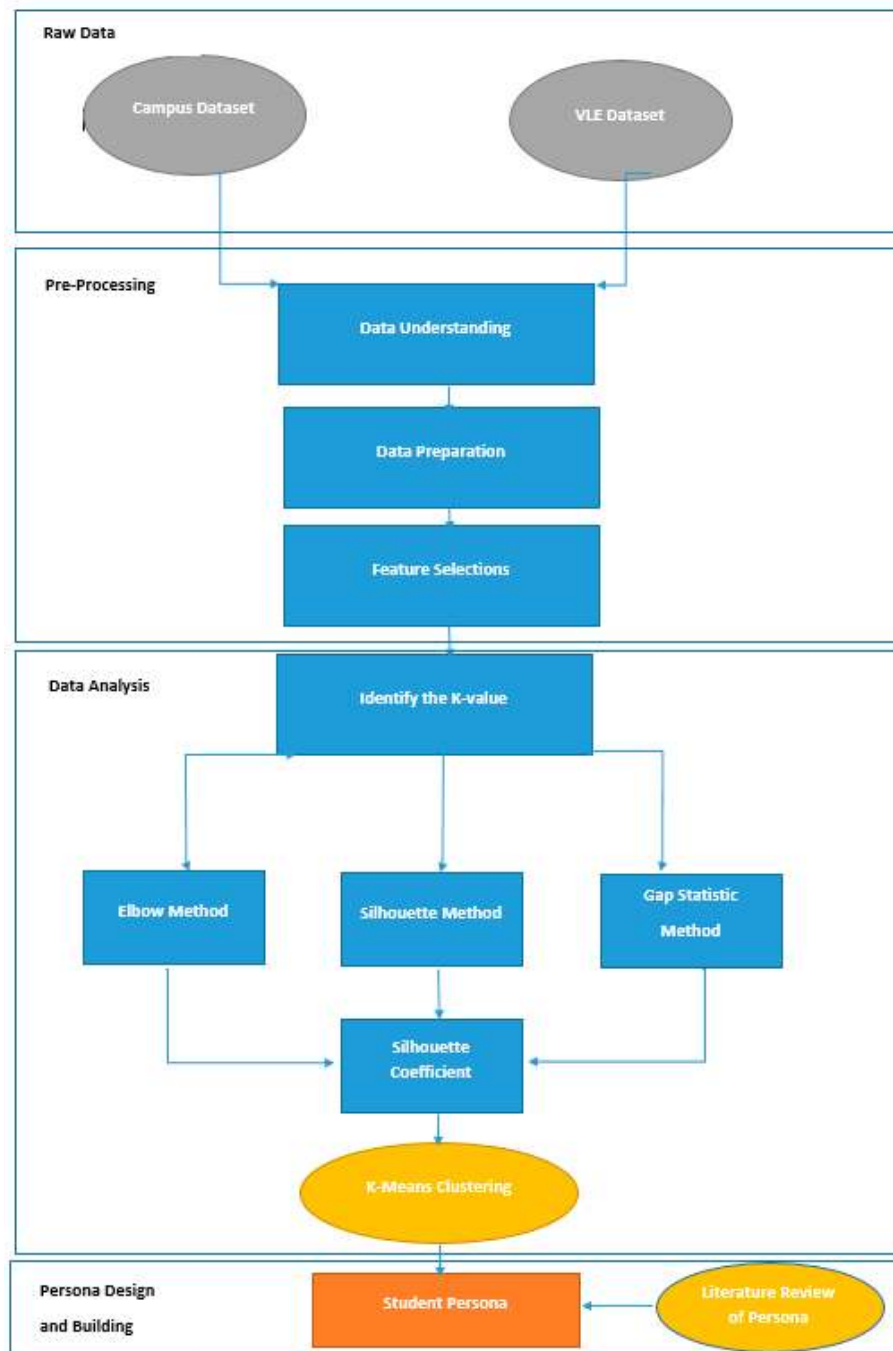 Raw Data
Campus Dataset
VLE Dataset
Pre-Processing
Data Understanding
Data Preparation
Feature Selections
Data Analysis
Identify the K-value
Elbow Method
Silhouette Method
Gap Statistic
Method
Silhouette
Coefficient
K-Means Clustering
Persona Design
and Building
Student Persona
Literature Review
of Persona